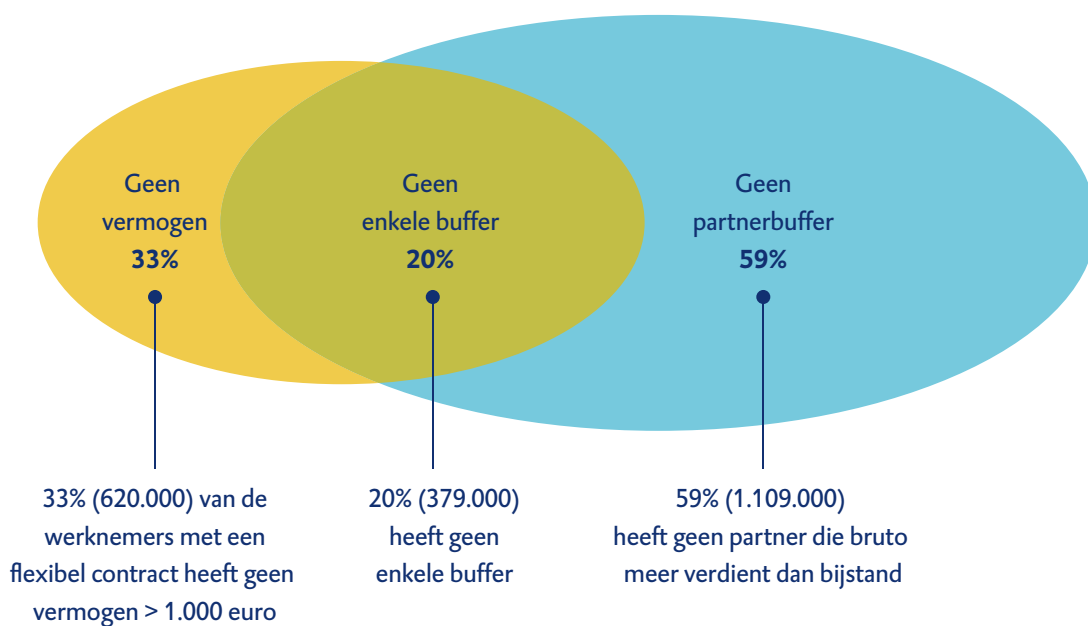 Geen
vermogen
33%
Geen
enkele buffer
20%
Geen
partnerbuffer
59%
33% (620.000) van de
werknemers met een
flexibel contract heeft geen
vermogen > 1.000 euro
20% (379.000)
heeft geen
enkele buffer
59% (1.109.000)
heeft geen partner die bruto
meer verdient dan bijstand